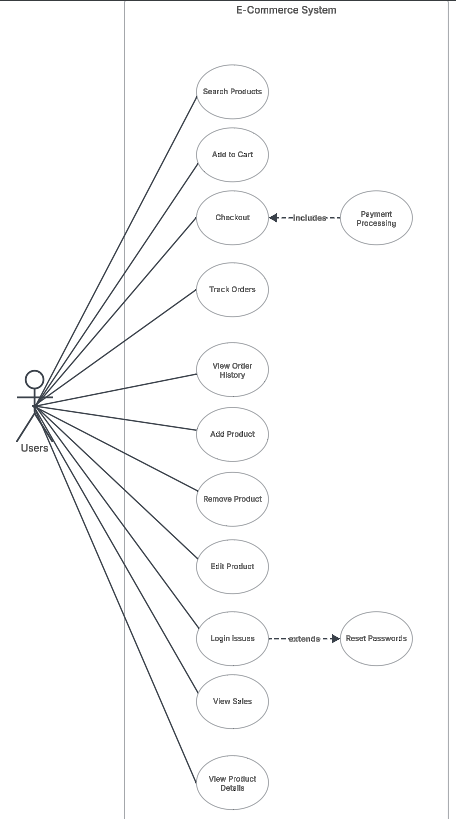 E-Commerce System
Search Products
Add to Cart
Checkout
includes
Payment
Processing
Track Orders
View Order
History
Add Product
Users
Remove Product
Edit Product
Login Issues
extends
Reset Passwords
View Sales
View Product
Details